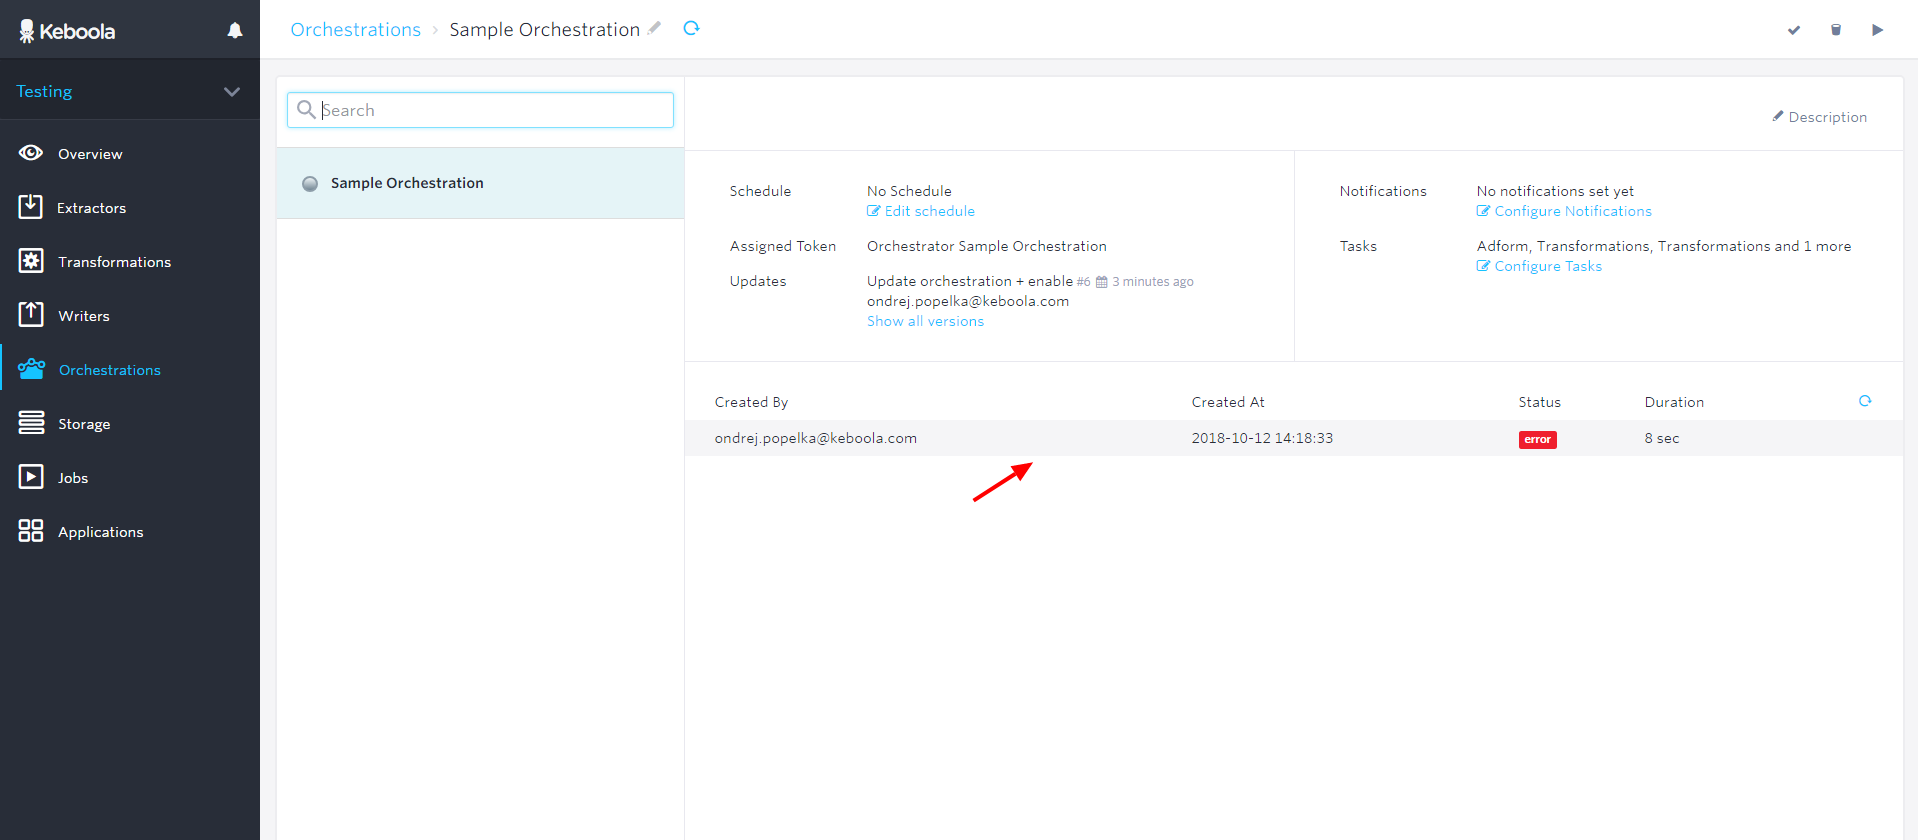 Keboola
Testing
Overview
Extractors
Transformations
Writers
Orchestrations
Storage
Jobs
Applications
Orchestrations › Sample Orchestration
Search
Sample Orchestration
Description
Schedule No Schedule
Edit schedule
Assigned Token Orchestrator Sample Orchestration
Updates Update orchestration + enable #6 3 minutes ago
ondrej.popelka@keboola.com
Show all versions
Notifications No notifications set yet
Configure Notifications
Tasks Adform, Transformations, Transformations and 1 more
Configure Tasks
Created By Created At Status Duration
ondrej.popelka@keboola.com 2018-10-12 14:18:33 error 8 sec